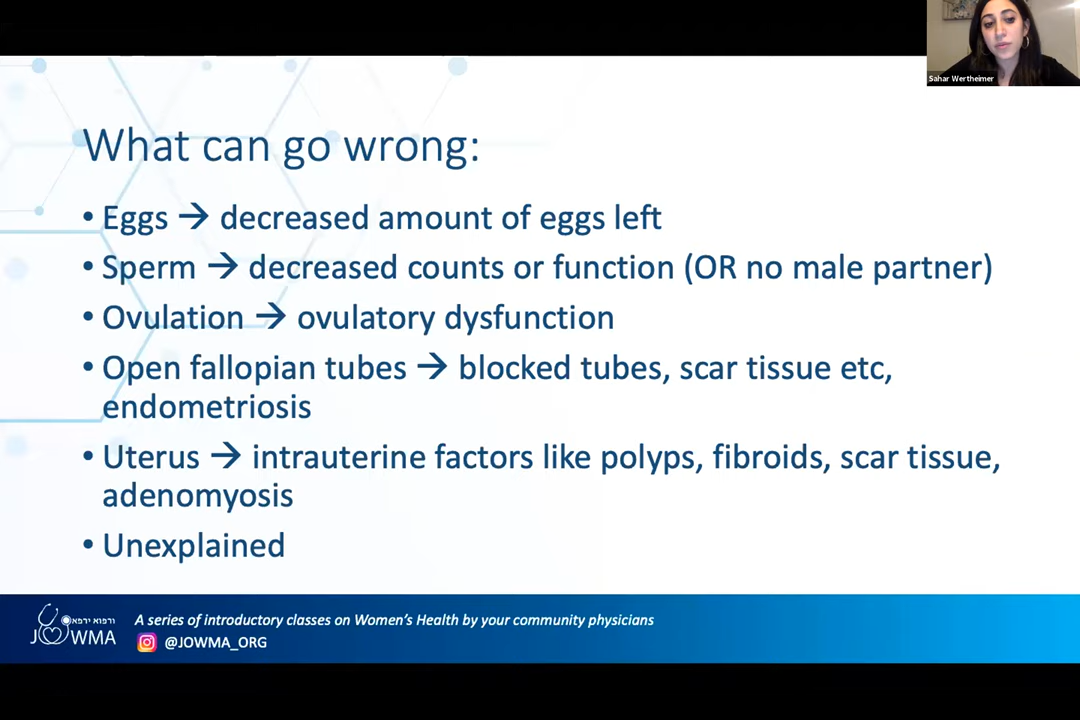 Sahar Wertheimer
What can go wrong:
• Eggs → decreased amount of eggs left
• Sperm → decreased counts or function (OR no male partner)
• Ovulation → ovulatory dysfunction
• Open fallopian tubes → blocked tubes, scar tissue etc,
endometriosis
• Uterus → intrauterine factors like polyps, fibroids, scar tissue,
adenomyosis
• Unexplained
ורפוא ירפא
JOWMA
A series of introductory classes on Women's Health by your community physicians
@JOWMA_ORG